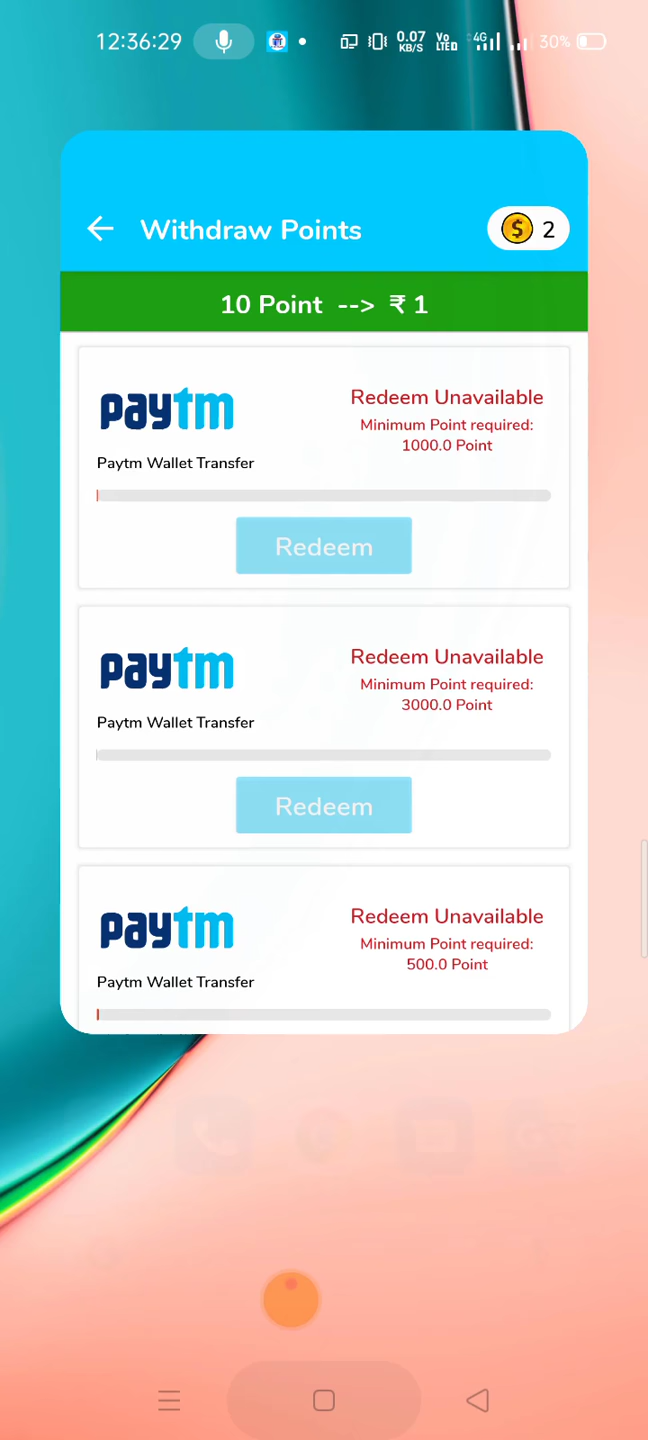 12:36:29
0.07
KB/S
Vo
LTE
4G
30%
Withdraw Points
2
10 Point --> ₹ 1
paytm
Redeem Unavailable
Minimum Point required:
1000.0 Point
Paytm Wallet Transfer
Redeem
paytm
Redeem Unavailable
Minimum Point required:
3000.0 Point
Paytm Wallet Transfer
Redeem
paytm
Redeem Unavailable
Minimum Point required:
500.0 Point
Paytm Wallet Transfer